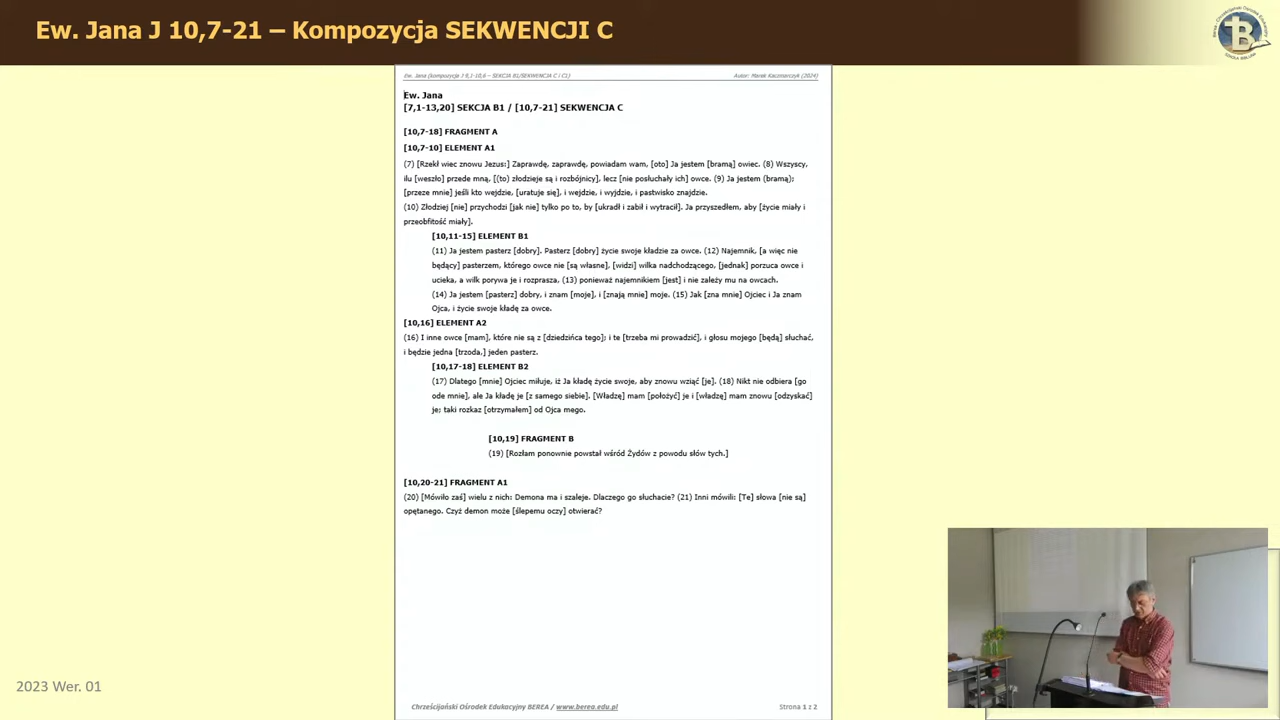 Ew. Jana J 10,7-21 – Kompozycja SEKWENCJI C
Ew. Jana (kompozycja J 9,1-10,6 – SEKCJA B1/SEKWENCJA C i C1) Autor: Marek Kaczmarczyk (2024)
Ew. Jana
[7,1-13,20] SEKCJA B1 / [10,7-21] SEKWENCJA C
[10,7-18] FRAGMENT A
[10,7-10] ELEMENT A1
(7) [Rzekł wiec znowu Jezus:] Zaprawdę, zaprawdę, powiadam wam, [oto] Ja jestem [bramą] owiec. (8) Wszyscy,
ilu [weszło] przede mną, [(to) złodzieje są i rozbójnicy], lecz [nie posłuchały ich] owce. (9) Ja jestem (bramą);
[przeze mnie] jeśli kto wejdzie, [uratuje się], i wejdzie, i wyjdzie, i pastwisko znajdzie.
(10) Złodziej [nie] przychodzi [jak nie] tylko po to, by [ukradł i zabił i wytracił]. Ja przyszedłem, aby [życie miały i
przeobfitość miały].
[10,11-15] ELEMENT B1
(11) Ja jestem pasterz [dobry]. Pasterz [dobry] życie swoje kładzie za owce. (12) Najemnik, [a więc nie
będący] pasterzem, którego owce nie [są własne], [widzi] wilka nadchodzącego, [jednak] porzuca owce i
ucieka, a wilk porywa je i rozprasza, (13) ponieważ najemnikiem [jest] i nie zależy mu na owcach.
(14) Ja jestem [pasterz] dobry, i znam [moje], i [znają mnie] moje. (15) Jak [zna mnie] Ojciec i Ja znam
Ojca, i życie swoje kładę za owce.
[10,16] ELEMENT A2
(16) I inne owce [mam], które nie są z [dziedzińca tego]; i te [trzeba mi prowadzić], i głosu mojego [będą] słuchać,
i będzie jedna [trzoda,] jeden pasterz.
[10,17-18] ELEMENT B2
(17) Dlatego [mnie] Ojciec miłuje, iż Ja kładę życie swoje, aby znowu wziąć [je]. (18) Nikt nie odbiera [go
ode mnie], ale Ja kładę je [z samego siebie]. [Władzę] mam [położyć] je i [władzę] mam znowu [odzyskać]
je; taki rozkaz [otrzymałem] od Ojca mego.
[10,19] FRAGMENT B
(19) [Rozłam ponownie powstał wśród Żydów z powodu słów tych.]
[10,20-21] FRAGMENT A1
(20) [Mówiło zaś] wielu z nich: Demona ma i szaleje. Dlaczego go słuchacie? (21) Inni mówili: [Te] słowa [nie są]
opętanego. Czyż demon może [ślepemu oczy] otwierać?
2023 Wer. 01
Chrześcijański Ośrodek Edukacyjny BEREA / www.berea.edu.pl Strona 1 z 2